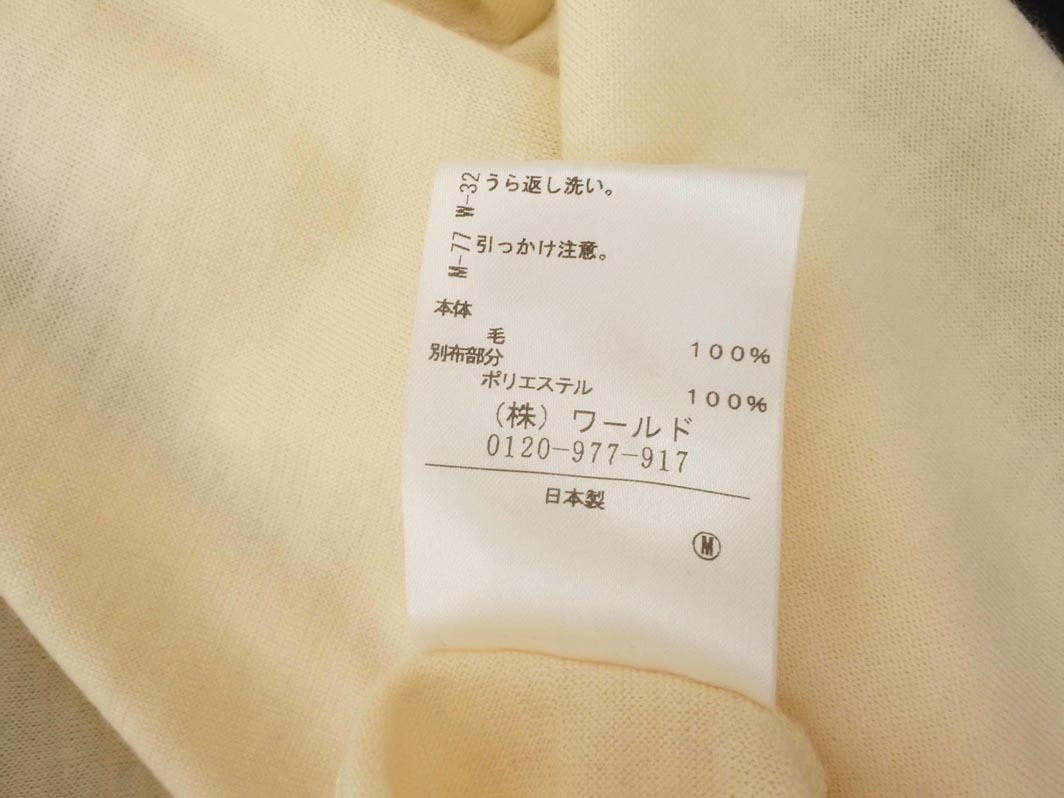 W-32 うら返し洗い。
M-77 引っかけ注意。
本体
毛 100%
別布部分
ポリエステル 100%
(株) ワールド
0120-977-917
日本製
Ⓜ